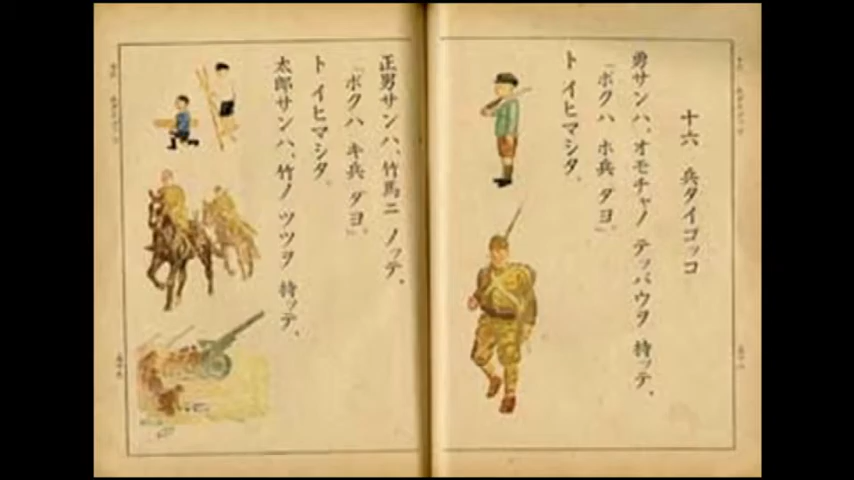 十六 兵タイゴッコ
勇サンハ、オモチャノ テッパウヲ 持ッテ、
「ボクハ ホ兵 ダヨ。」
ト イヒマシタ。
正男サンハ、竹馬ニ ノッテ、
「ボクハ キ兵 ダヨ。」
ト イヒマシタ。
太郎サンハ、竹ノ ツツヲ 持ッテ、